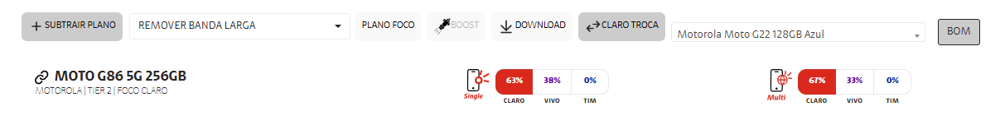 SUBTRAIR PLANO REMOVER BANDA LARGA PLANO FOCO BOOST DOWNLOAD CLARO TROCA Motorola Moto G22 128GB Azul BOM
MOTO G86 5G 256GB
MOTOROLA | TIER 2 | FOCO CLARO
63% 38% 0%
Single CLARO VIVO TIM
67% 33% 0%
Multi CLARO VIVO TIM